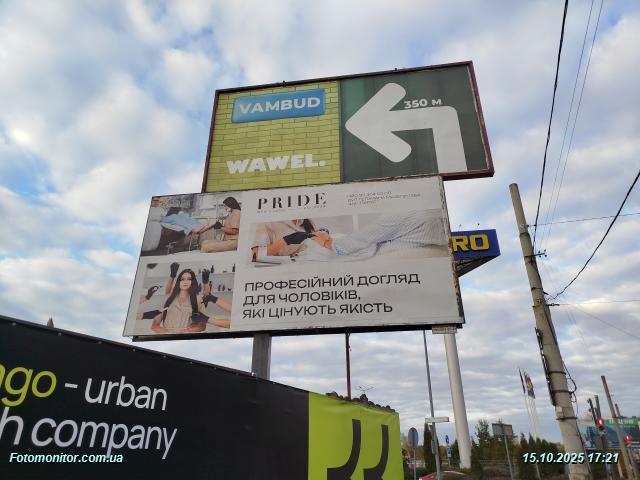 VAMBUD
WAWEL.
350 м
PRIDE
RO
ПРОФЕСІЙНИЙ ДОГЛЯД
ДЛЯ ЧОЛОВІКІВ,
ЯКІ ЦІНУЮТЬ ЯКІСТЬ
ngo - urban
h company
Fotomonitor.com.ua
15.10.2025 17:21